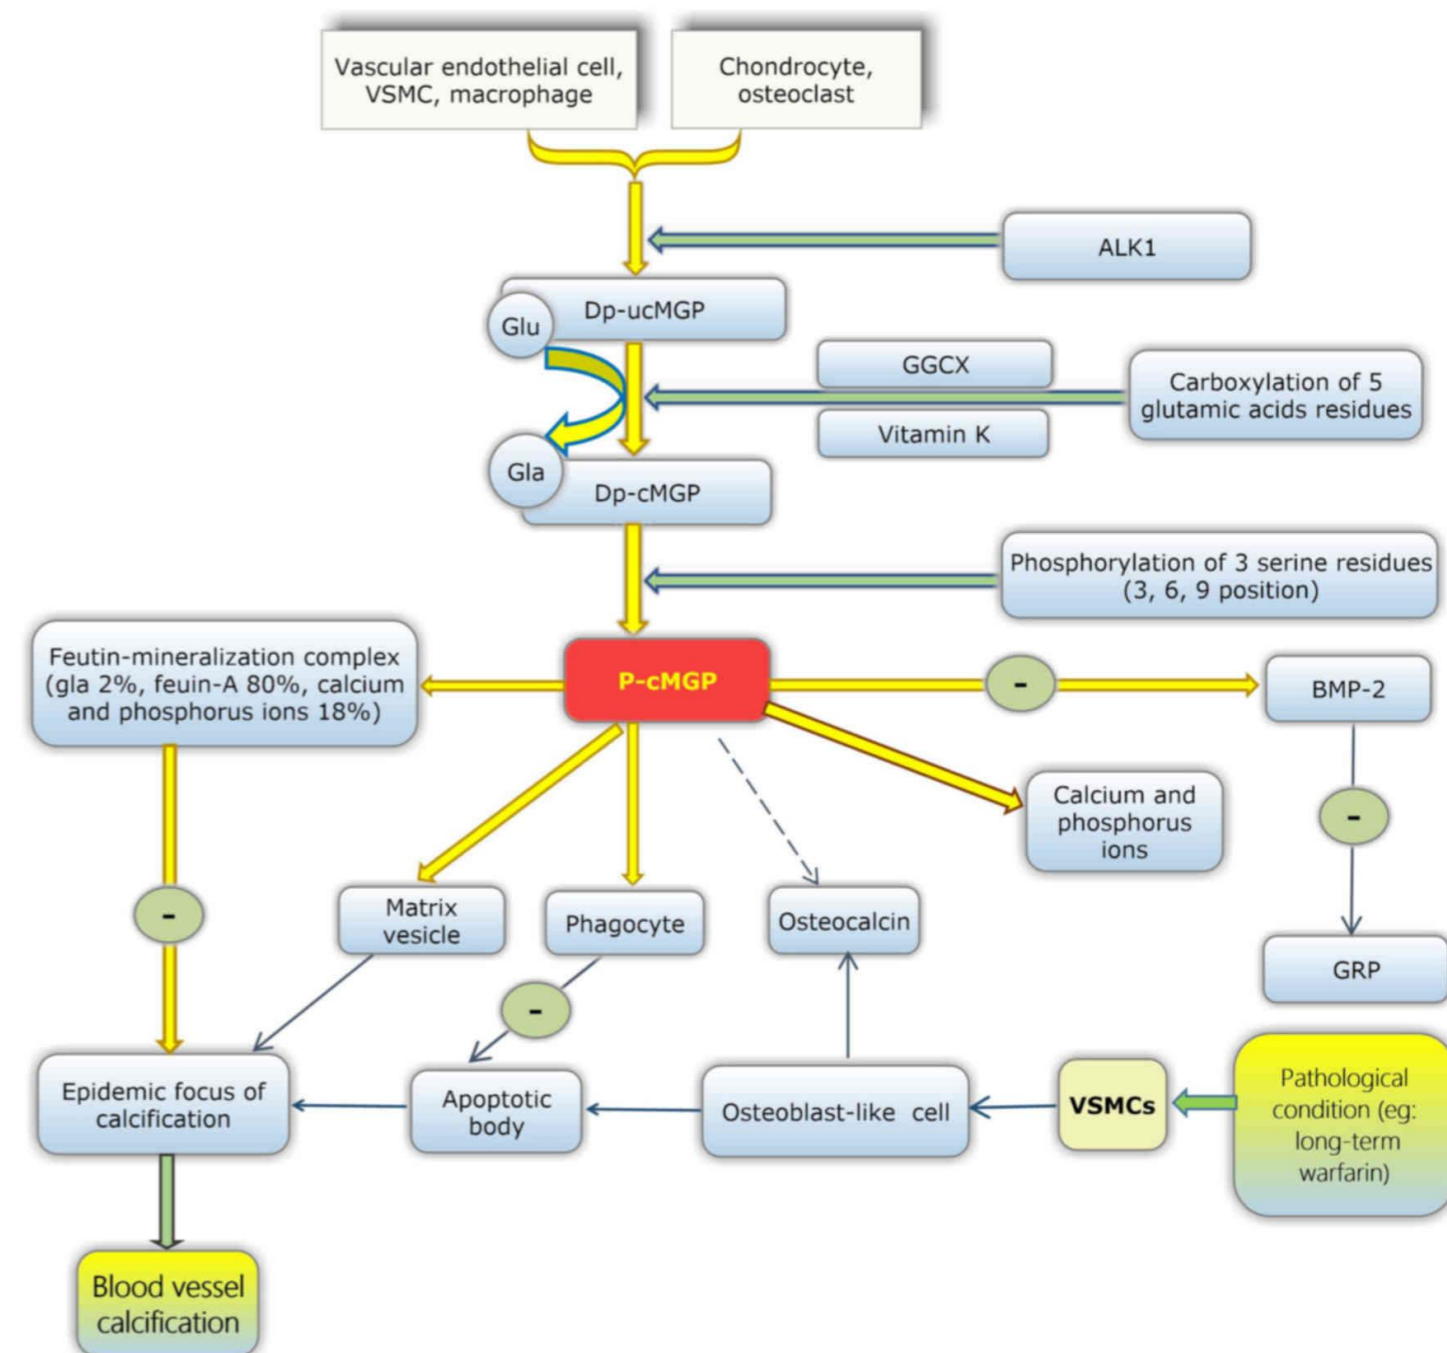 Vascular endothelial cell,
VSMC, macrophage
Chondrocyte,
osteoclast
ALK1
Dp-ucMGP
Glu
GGCX
Carboxylation of 5
glutamic acids residues
Vitamin K
Gla
Dp-cMGP
Phosphorylation of 3 serine residues
(3, 6, 9 position)
Feutin-mineralization complex
(gla 2%, feuin-A 80%, calcium
and phosphorus ions 18%)
P-cMGP
-
BMP-2
Calcium and
phosphorus
ions
-
-
Matrix
vesicle
Phagocyte
Osteocalcin
GRP
-
Epidemic focus of
calcification
Apoptotic
body
Osteoblast-like cell
VSMCs
Pathological
condition (eg:
long-term
warfarin)
Blood vessel
calcification